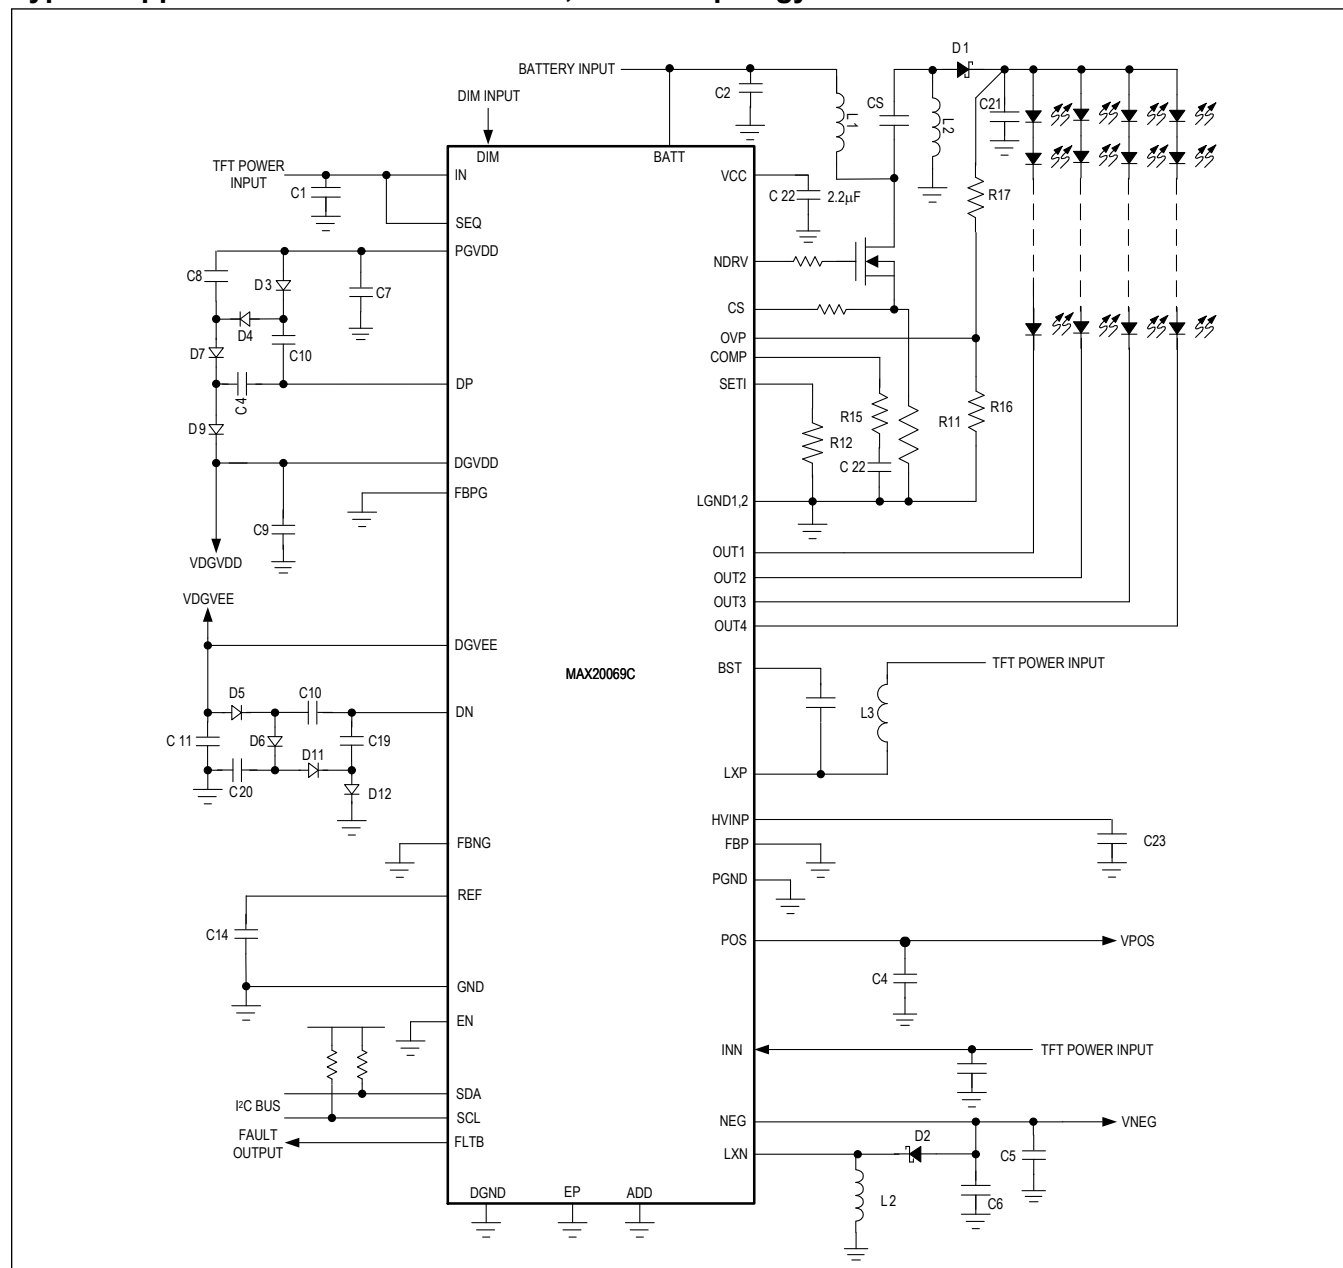 BATTERY INPUT
C2
L1
CS
L2
D1
C21
DIM INPUT
DIM
BATT
TFT POWER
INPUT
C1
IN
SEQ
VCC
C 22
2.2µF
R17
PGVDD
C8
D3
C7
D4
C10
D7
C4
DP
D9
DGVDD
FBPG
C9
VDGVDD
NDRV
CS
OVP
COMP
SETI
R15
R12
R11
R16
C 22
LGND1,2
OUT1
OUT2
OUT3
OUT4
VDGVEE
DGVEE
MAX20069C
BST
TFT POWER INPUT
L3
LXP
D5
C10
DN
C 11
D6
C19
D11
C20
D12
HVINP
C23
FBP
PGND
FBNG
REF
C14
GND
EN
POS
VPOS
C4
INN
TFT POWER INPUT
I²C BUS
SDA
SCL
FAULT
OUTPUT
FLTB
NEG
VNEG
LXN
D2
C5
L2
C6
DGND
EP
ADD